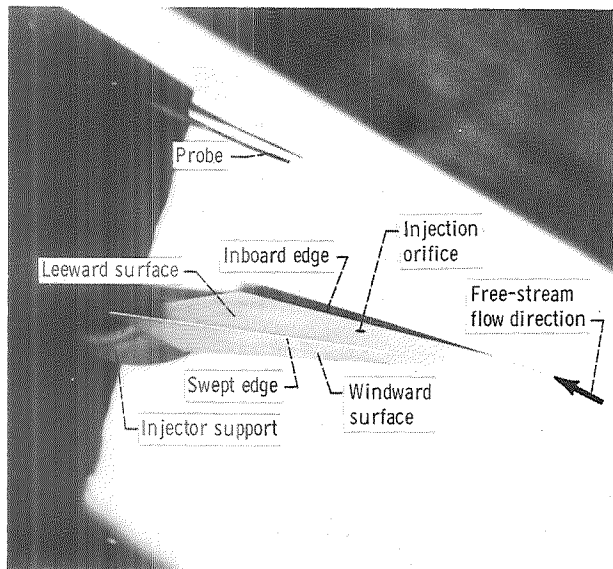 Probe
Injection
orifice
Inboard edge
Leeward surface
Free-stream
flow direction
Swept edge
Windward
surface
Injector support